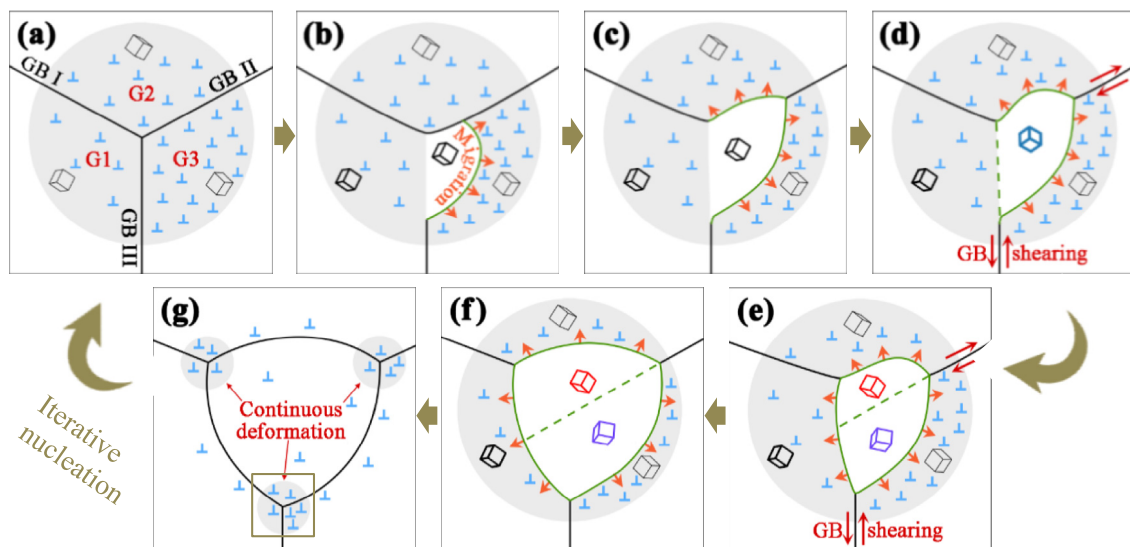 (a)
GB I
GB II
G2
G1
G3
GB III
(b)
Migration
(c)
(d)
GB
shearing
(g)
Continuous
deformation
(f)
(e)
GB
shearing
Iterative
nucleation